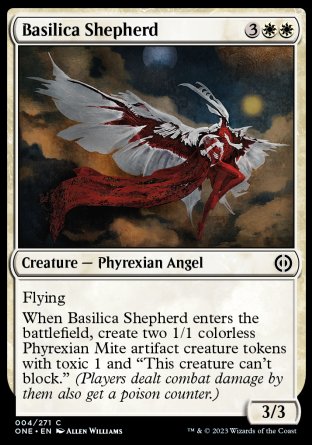 Basilica Shepherd 3
Creature — Phyrexian Angel
Flying
When Basilica Shepherd enters the
battlefield, create two 1/1 colorless
Phyrexian Mite artifact creature tokens
with toxic 1 and “This creature can’t
block.” (Players dealt combat damage by
them also get a poison counter.)
3/3
004/271 C
ONE • EN ALLEN WILLIAMS
™ & © 2023 Wizards of the Coast